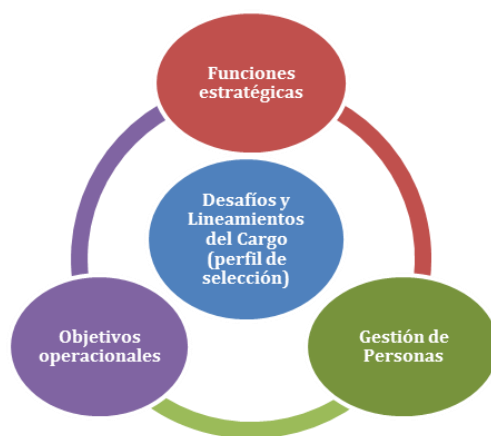 Funciones
estratégicas
Desafíos y
Lineamientos
del Cargo
(perfil de
selección)
Objetivos
operacionales
Gestión de
Personas